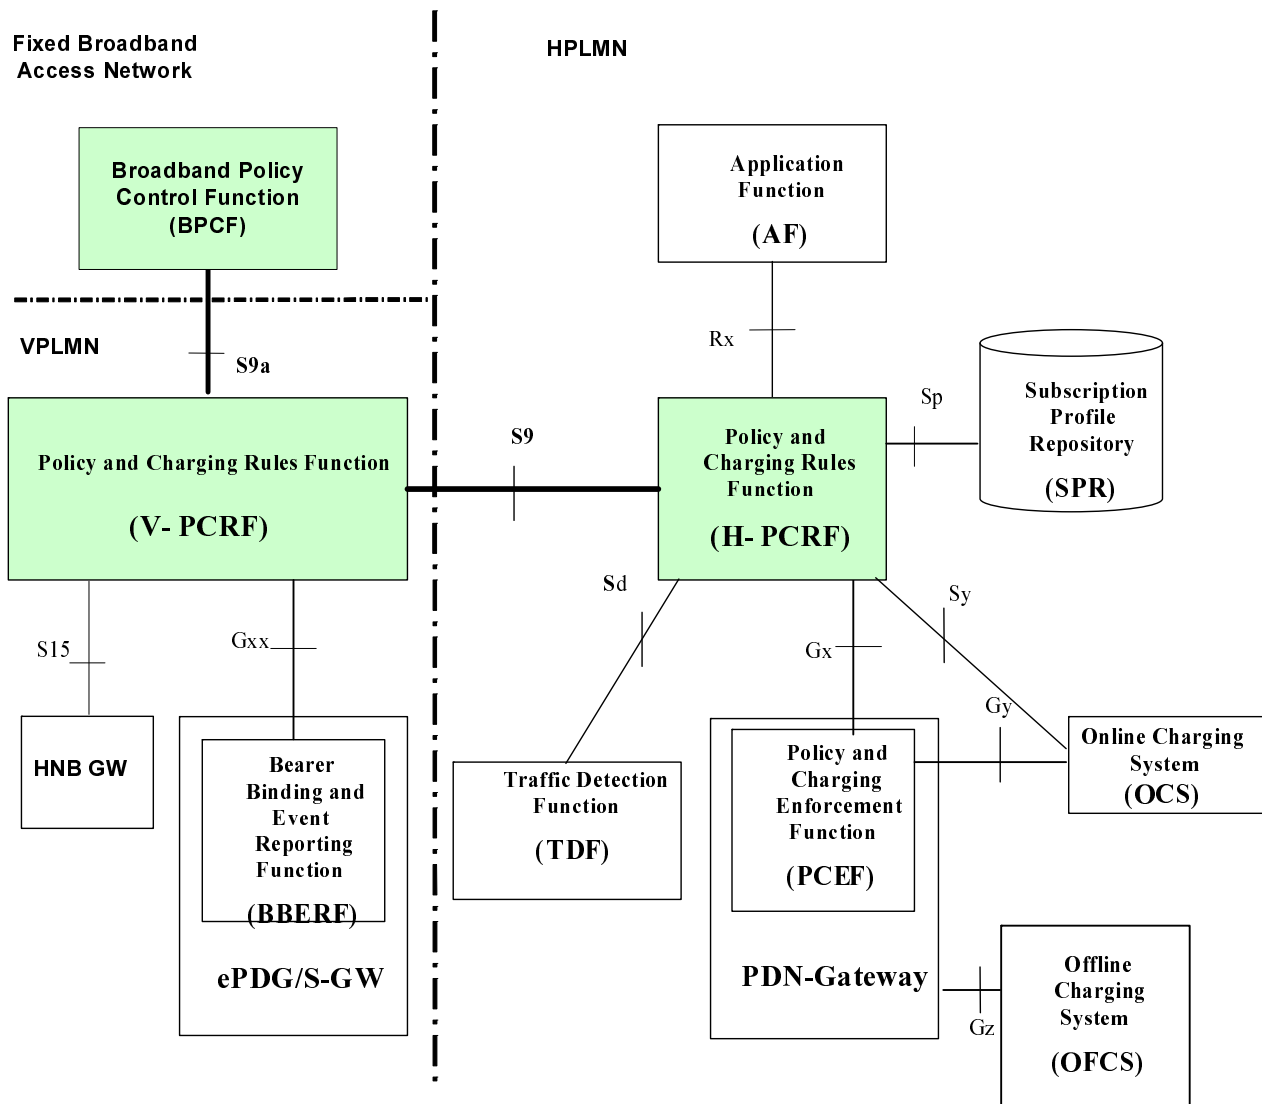 Fixed Broadband
Access Network
HPLMN
Broadband Policy
Control Function
(BPCF)
Application
Function
(AF)
VPLMN
S9a
Rx
Sp
Subscription
Profile
Repository
(SPR)
Policy and Charging Rules Function
(V- PCRF)
S9
Policy and
Charging Rules
Function
(H- PCRF)
S15
Gxx
Sd
Gx
Sy
Gy
HNB GW
Bearer
Binding and
Event
Reporting
Function
(BBERF)
ePDG/S-GW
Traffic Detection
Function
(TDF)
Policy and
Charging
Enforcement
Function
(PCEF)
PDN-Gateway
Online Charging
System
(OCS)
Gz
Offline
Charging
System
(OFCS)